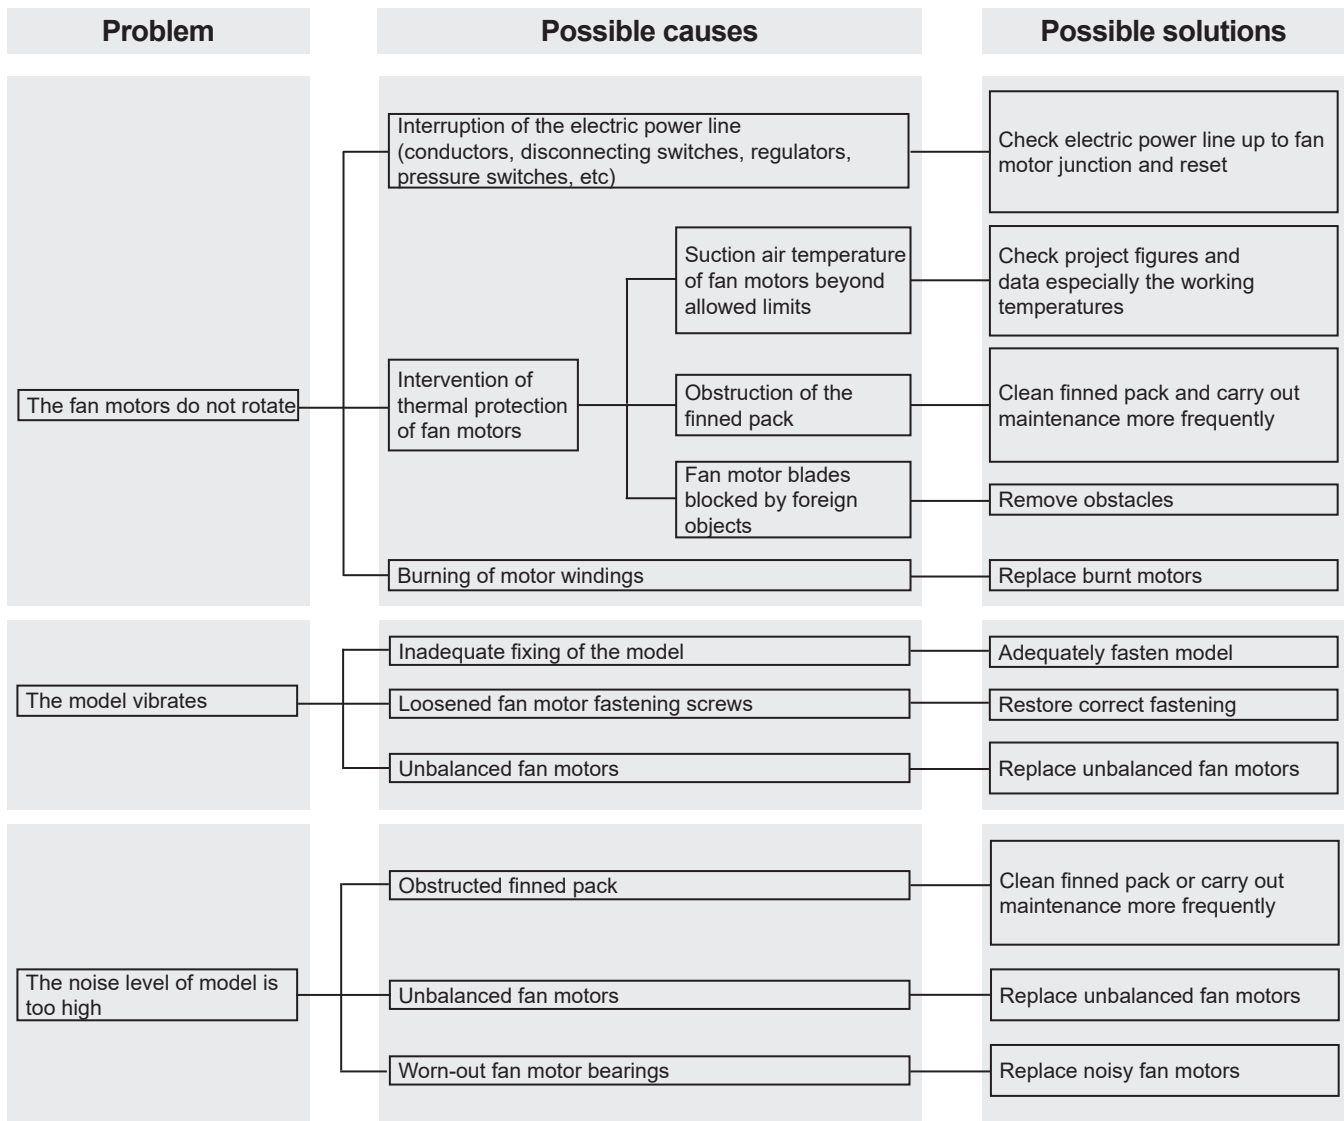 Problem
Possible causes
Possible solutions
The fan motors do not rotate
Interruption of the electric power line
(conductors, disconnecting switches, regulators,
pressure switches, etc)
Check electric power line up to fan
motor junction and reset
Intervention of
thermal protection
of fan motors
Suction air temperature
of fan motors beyond
allowed limits
Check project figures and
data especially the working
temperatures
Obstruction of the
finned pack
Clean finned pack and carry out
maintenance more frequently
Fan motor blades
blocked by foreign
objects
Remove obstacles
Burning of motor windings
Replace burnt motors
The model vibrates
Inadequate fixing of the model
Adequately fasten model
Loosened fan motor fastening screws
Restore correct fastening
Unbalanced fan motors
Replace unbalanced fan motors
The noise level of model is
too high
Obstructed finned pack
Clean finned pack or carry out
maintenance more frequently
Unbalanced fan motors
Replace unbalanced fan motors
Worn-out fan motor bearings
Replace noisy fan motors